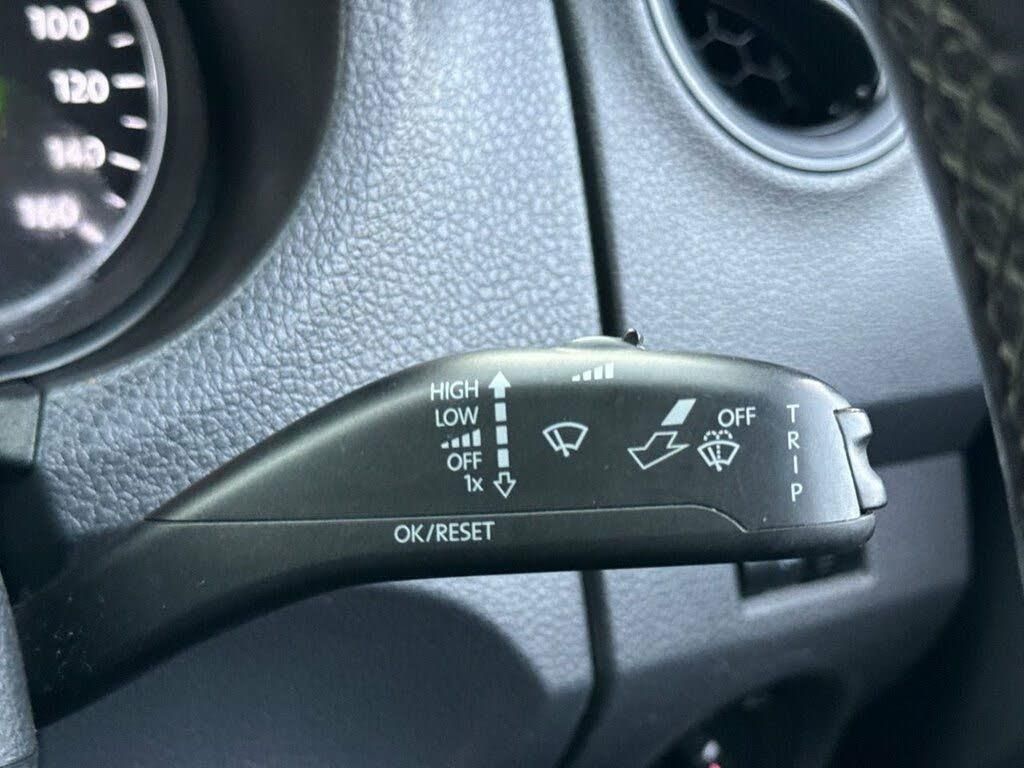 100
120
140
160
HIGH
LOW
OFF
1x
OFF
TRIP
OK/RESET